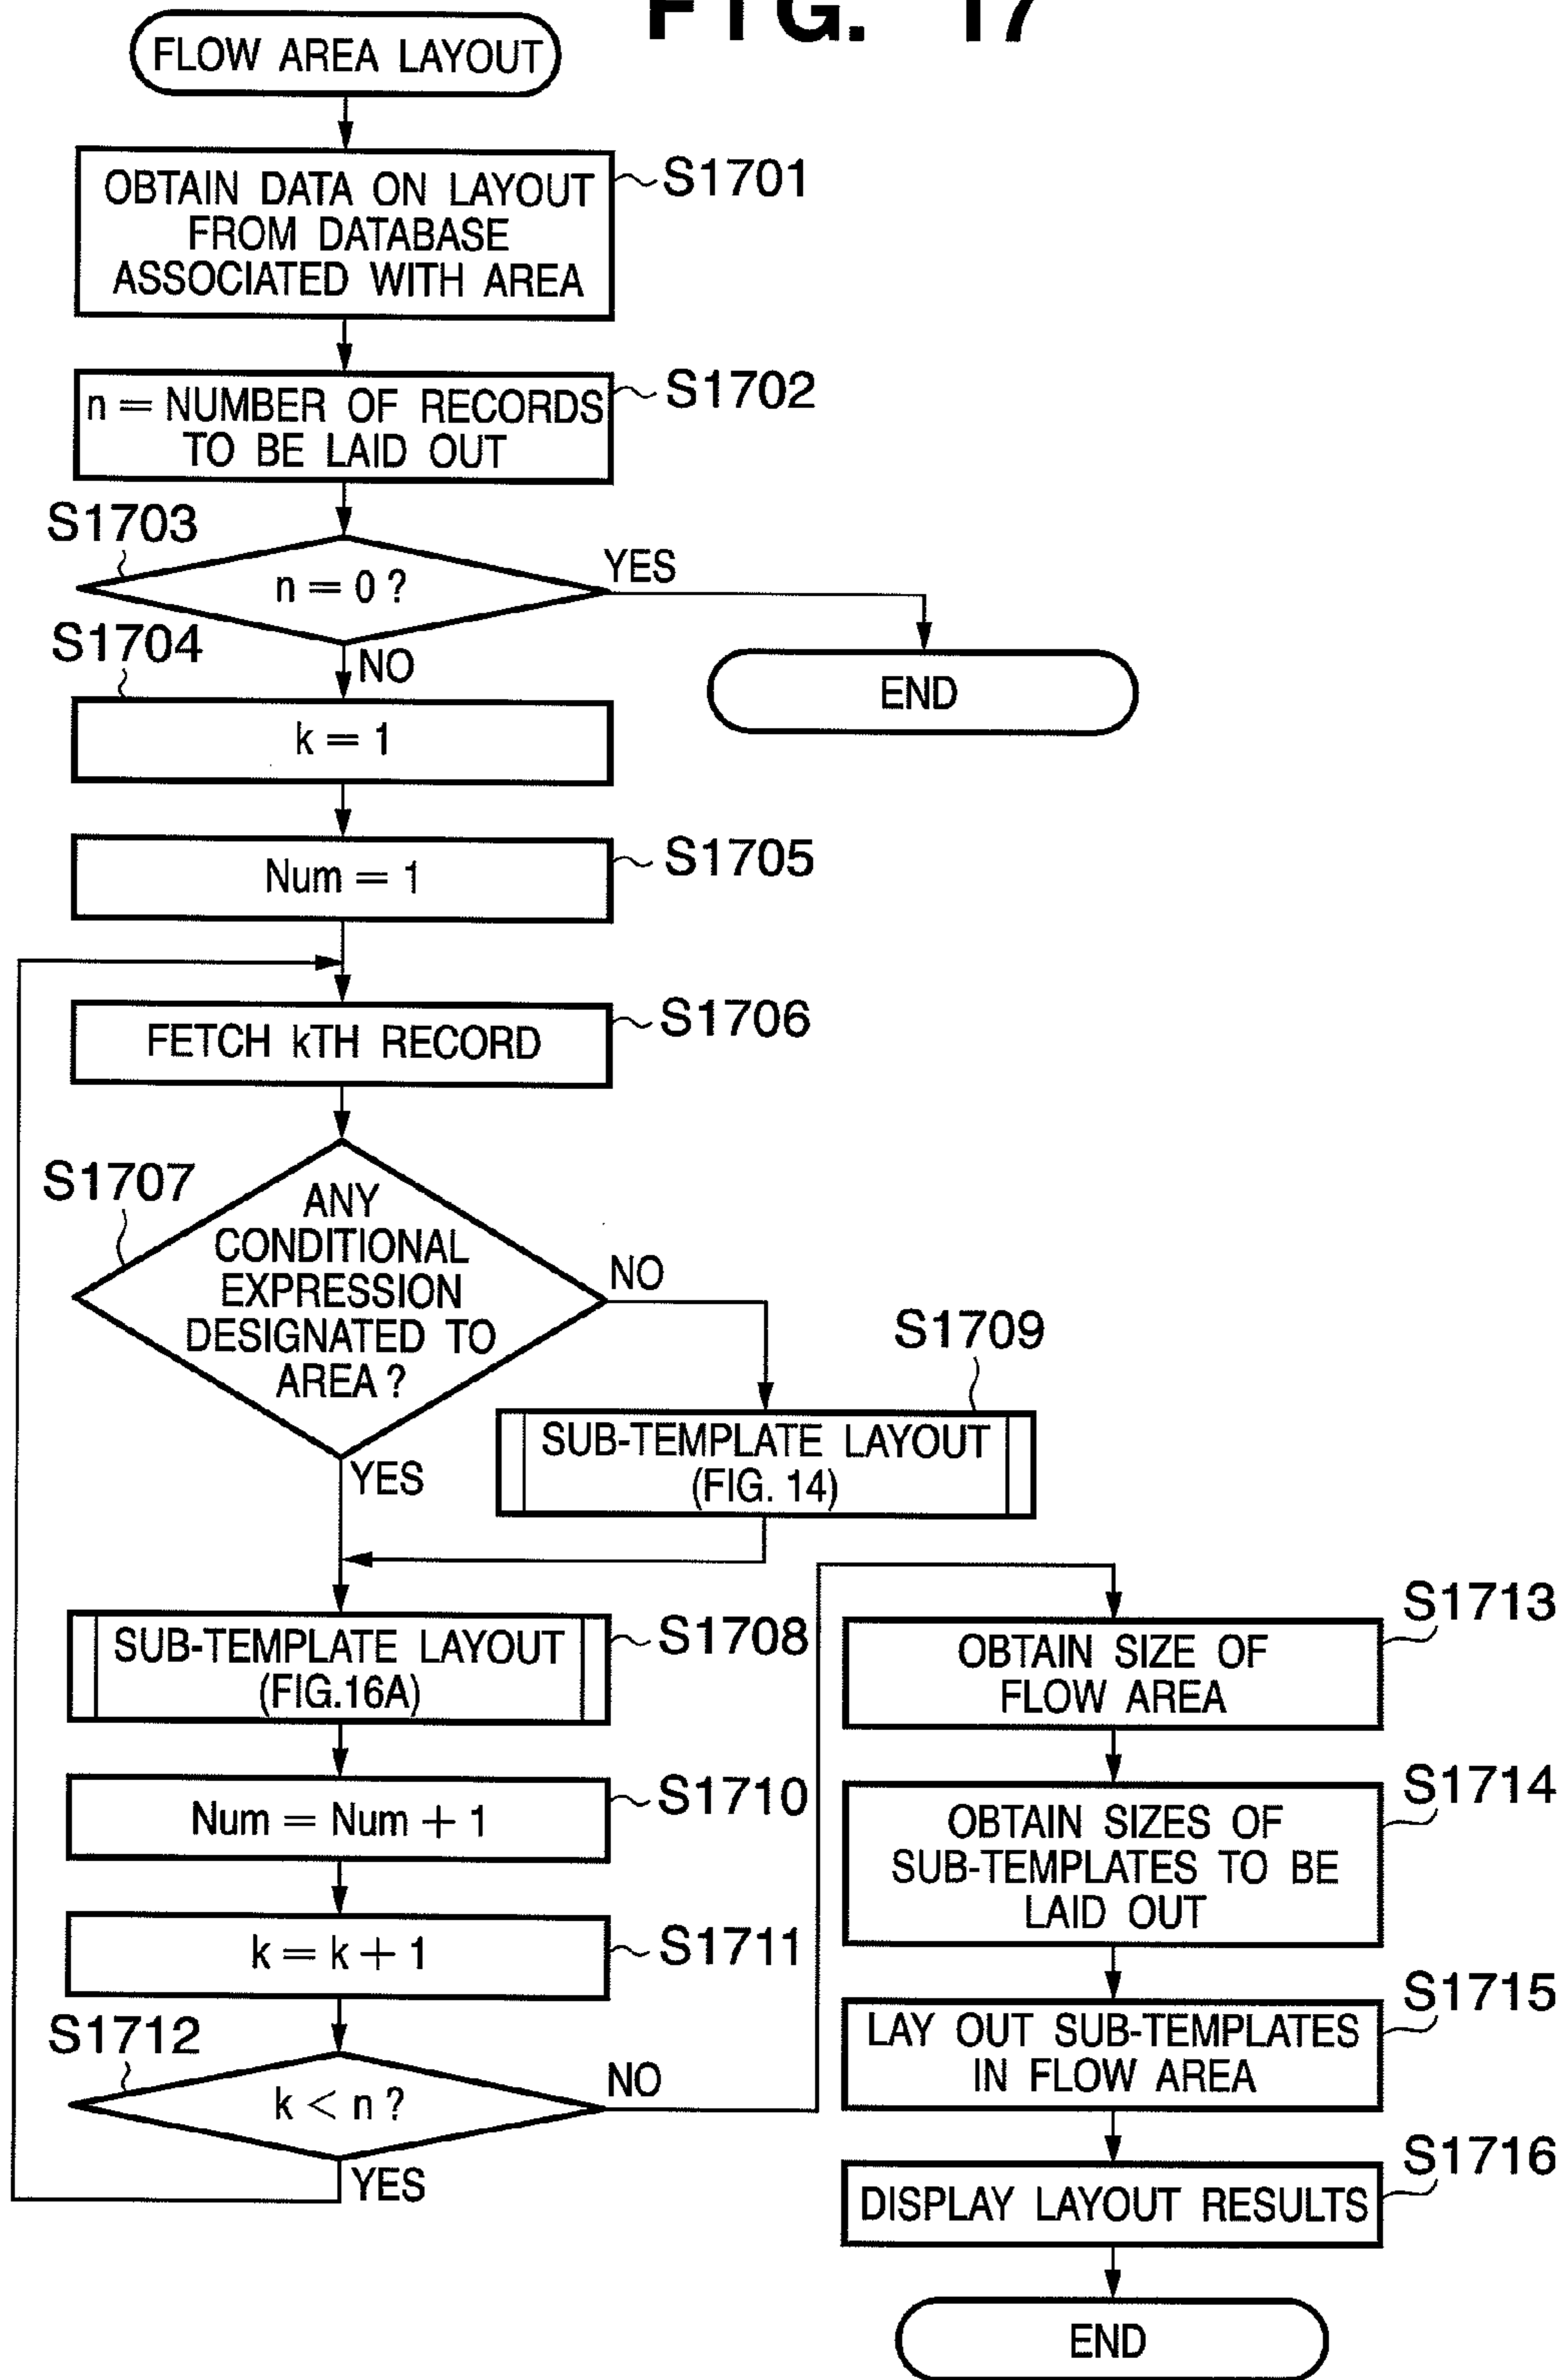 FIG. 17
FLOW AREA LAYOUT
OBTAIN DATA ON LAYOUT
FROM DATABASE
ASSOCIATED WITH AREA
S1701
n = NUMBER OF RECORDS
TO BE LAID OUT
S1702
S1703
n = 0 ?
YES
END
S1704
NO
k = 1
Num = 1
S1705
FETCH kTH RECORD
S1706
S1707
ANY
CONDITIONAL
EXPRESSION
DESIGNATED TO
AREA ?
NO
S1709
SUB-TEMPLATE LAYOUT
(FIG. 14)
YES
SUB-TEMPLATE LAYOUT
(FIG.16A)
S1708
Num = Num + 1
S1710
k = k + 1
S1711
S1712
k < n ?
NO
YES
S1713
OBTAIN SIZE OF
FLOW AREA
S1714
OBTAIN SIZES OF
SUB-TEMPLATES TO BE
LAID OUT
S1715
LAY OUT SUB-TEMPLATES
IN FLOW AREA
S1716
DISPLAY LAYOUT RESULTS
END